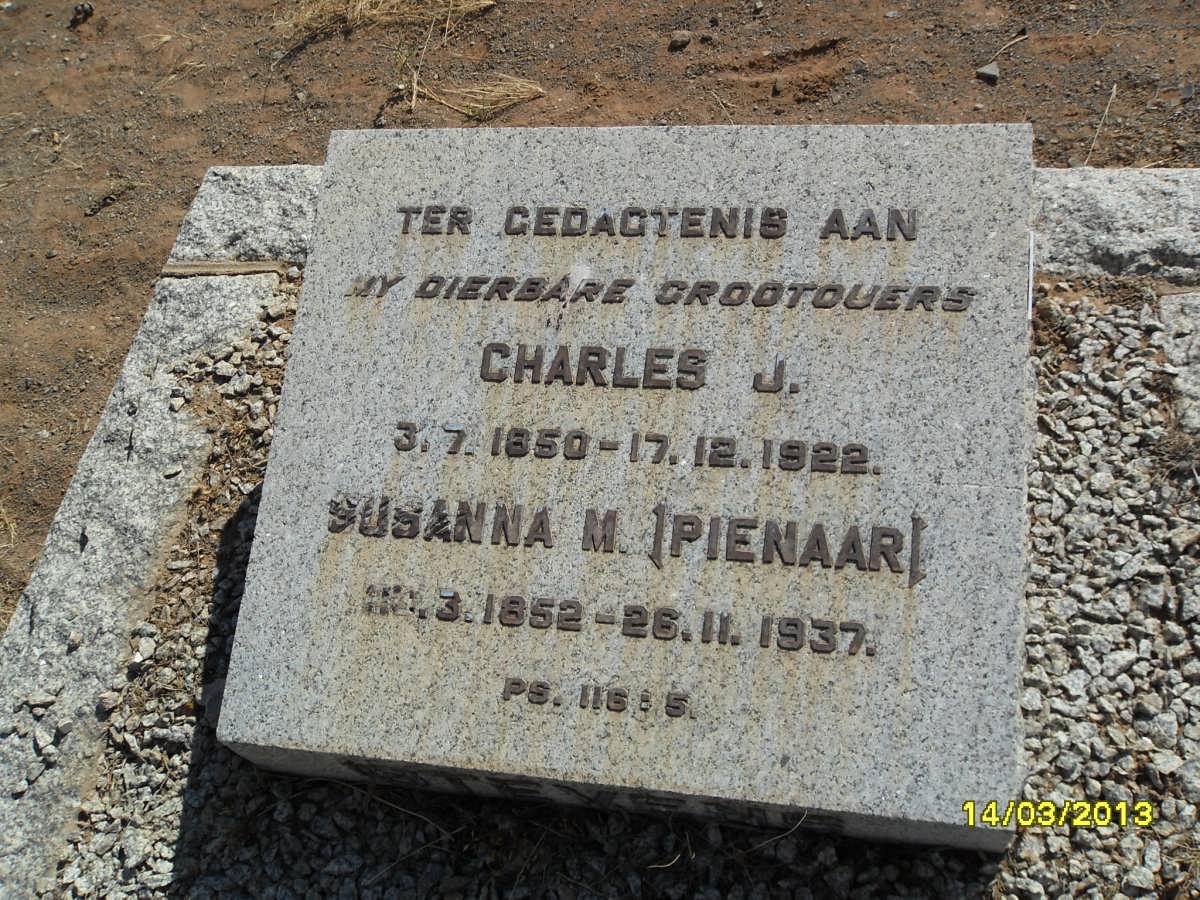 TER GEDAGTENIS AAN
MY DIERBARE GROOTOUERS
CHARLES J.
3.7.1850-17.12.1922.
SUSANNA M. (PIENAAR)
3.1852-26.11.1937.
PS. 116:5.
14/03/2013